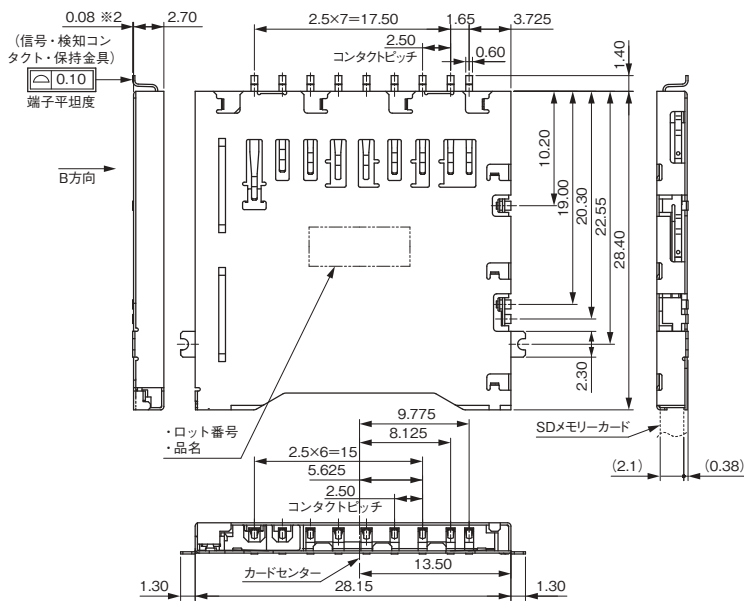 0.08 ※2
2.70
2.5×7=17.50
1.65
3.725
(信号・検知コン
タクト・保持金具)
2.50
コンタクトピッチ
0.60
1.40
⌓ 0.10
端子平坦度
B方向
10.20
19.00
20.30
22.55
28.40
2.30
・ロット番号
・品名
9.775
8.125
2.5×6=15
5.625
2.50
コンタクトピッチ
SDメモリーカード
(2.1)
(0.38)
カードセンター
13.50
1.30
28.15
1.30